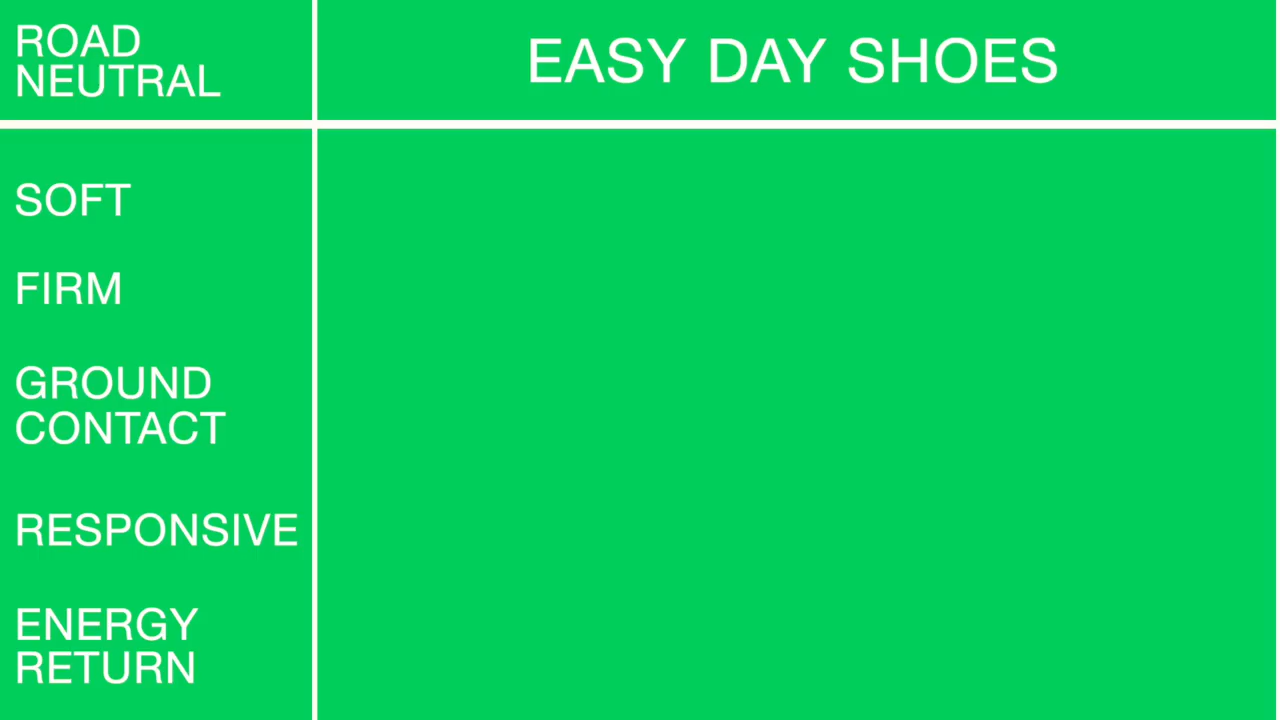 ROAD
NEUTRAL
EASY DAY SHOES
SOFT
FIRM
GROUND
CONTACT
RESPONSIVE
ENERGY
RETURN